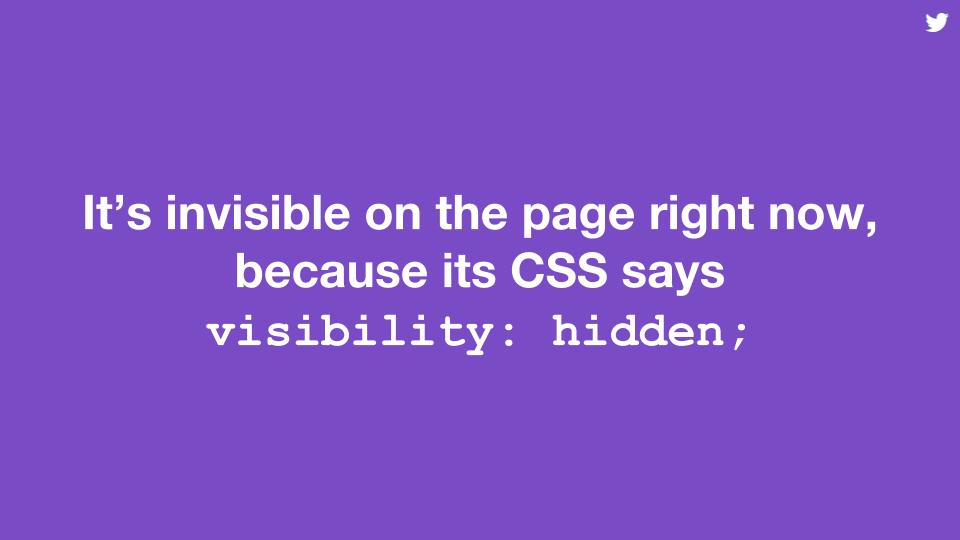 It’s invisible on the page right now,
because its CSS says
visibility: hidden;